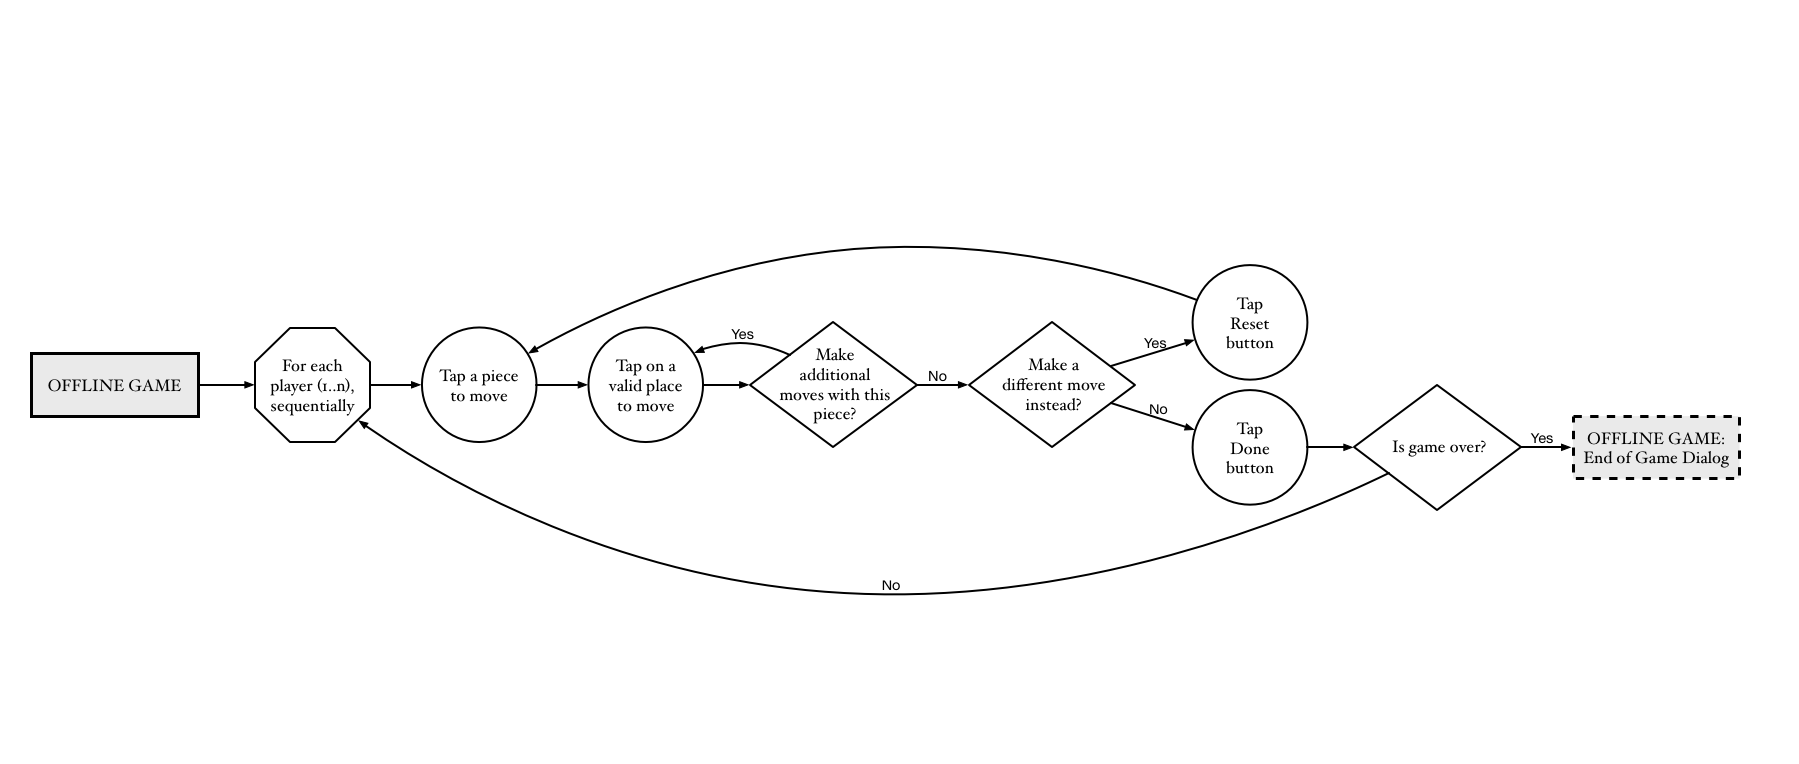 OFFLINE GAME
For each
player (1..n),
sequentially
Tap a piece
to move
Tap on a
valid place
to move
Yes
Make
additional
moves with this
piece?
No
Make a
different move
instead?
Yes
Tap
Reset
button
No
Tap
Done
button
Is game over?
Yes
OFFLINE GAME:
End of Game Dialog
No